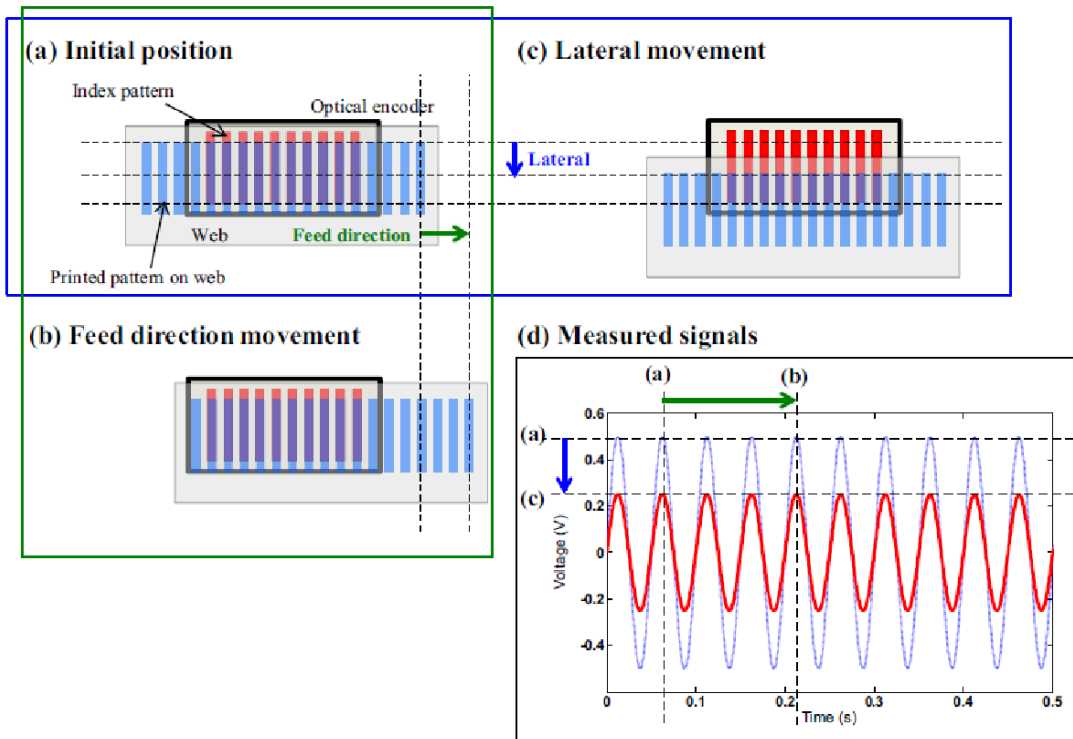 (a) Initial position
Index pattern
Optical encoder
Web
Feed direction
Printed pattern on web
(c) Lateral movement
Lateral
(b) Feed direction movement
(d) Measured signals
(a)
(b)
(a)
(c)
Voltage (V)
0.6
0.4
0.2
0
-0.2
-0.4
0
0.1
0.2
0.3
0.4
0.5
Time (s)